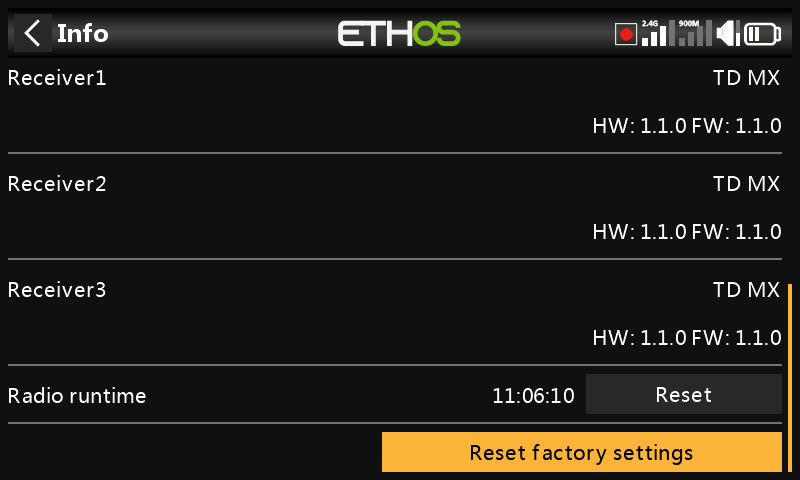 Info
ETHOS
2.4G
900M
Receiver1
TD MX
HW: 1.1.0 FW: 1.1.0
Receiver2
TD MX
HW: 1.1.0 FW: 1.1.0
Receiver3
TD MX
HW: 1.1.0 FW: 1.1.0
Radio runtime
11:06:10
Reset
Reset factory settings